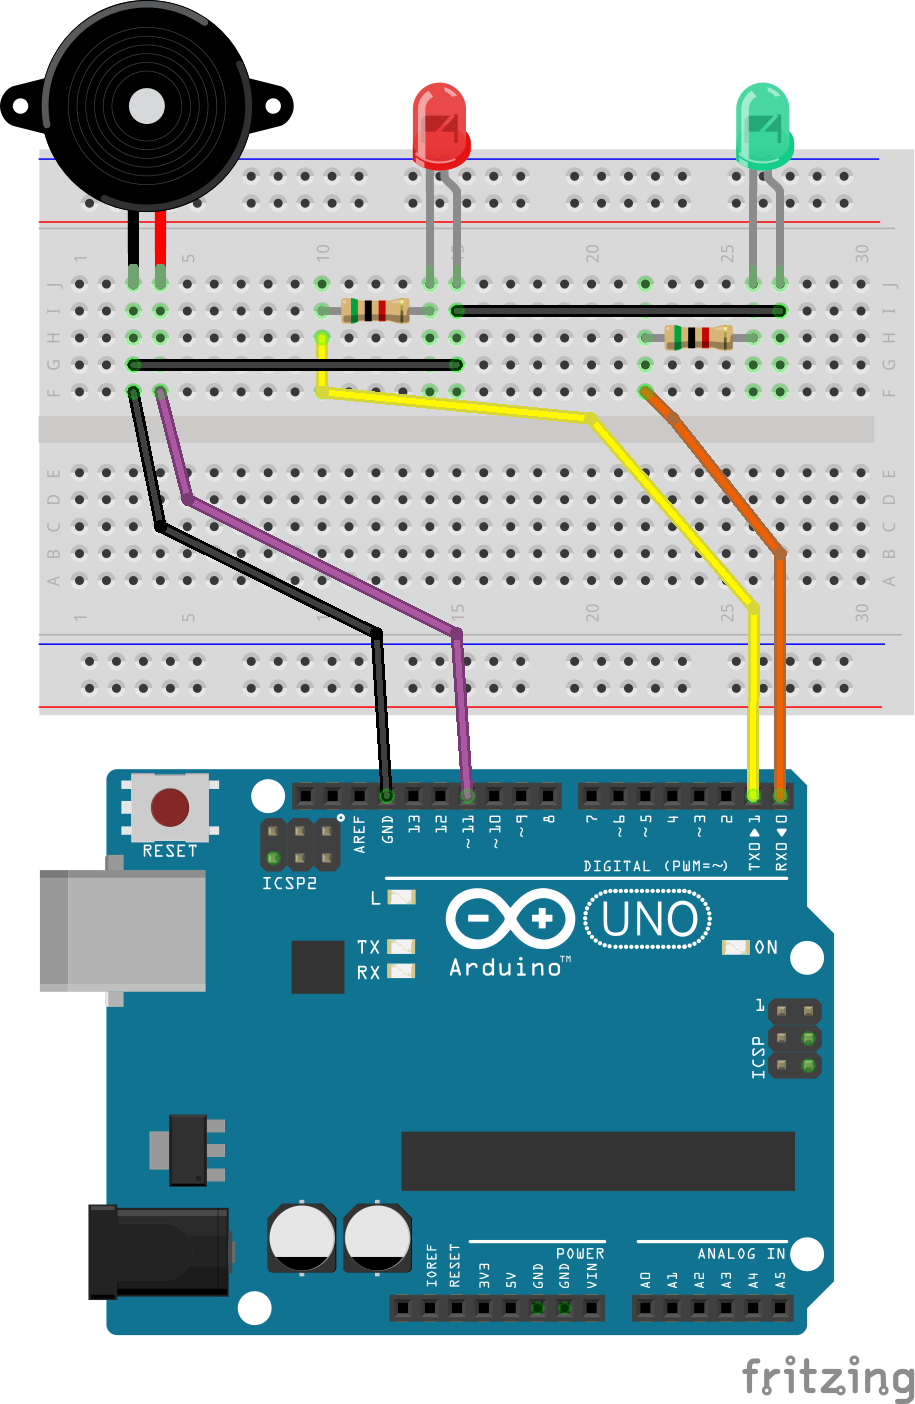 1 5 10 15 20 25 30
J J
I I
H H
G G
F F
E E
D D
C C
B B
A A
1 5 10 15 20 25 30
RESET
ICSP2
AREF
GND
13
12
~11
~10
~9
8
7
~6
~5
4
~3
2
TX0 1
RX0 0
DIGITAL (PWM=~)
L
TX
RX
UNO
Arduino™
ON
1
ICSP
IOREF
RESET
3V3
5V
GND
GND
VIN
POWER
ANALOG IN
A0
A1
A2
A3
A4
A5
fritzing